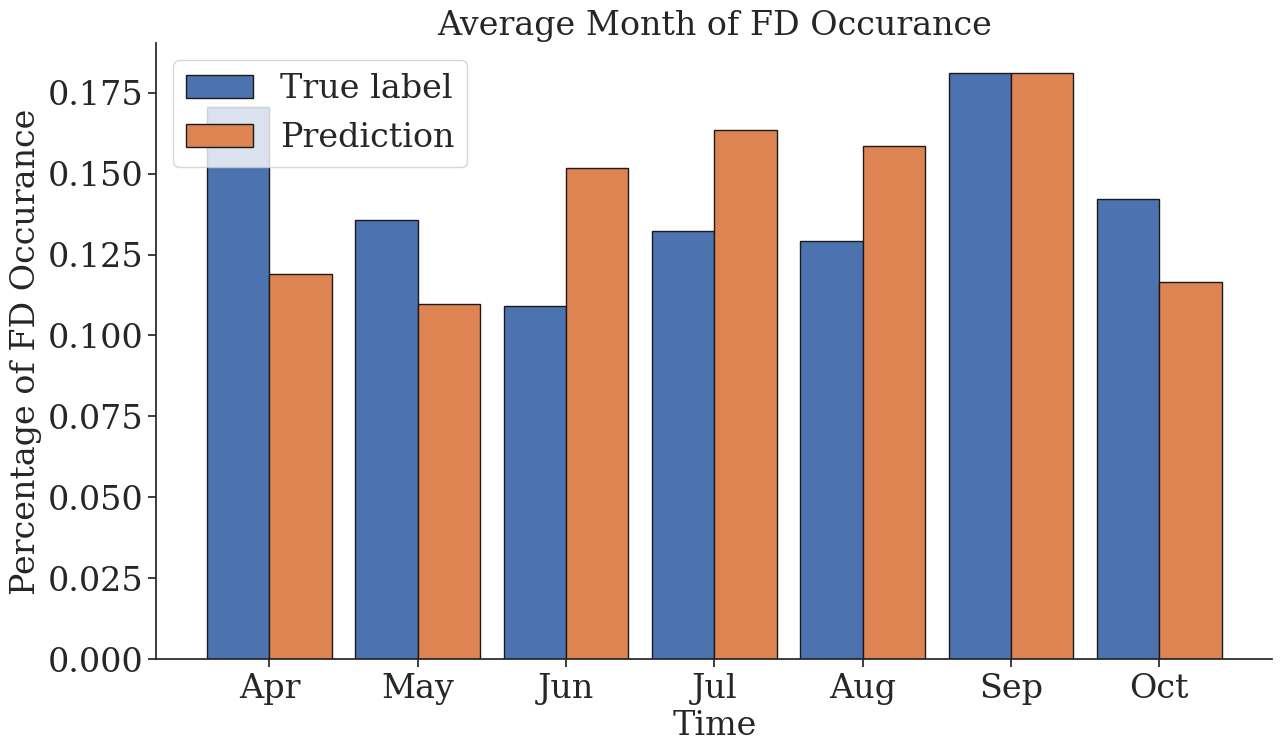 Average Month of FD Occurance
True label
Prediction
Percentage of FD Occurance
0.175
0.150
0.125
0.100
0.075
0.050
0.025
0.000
Apr May Jun Jul Aug Sep Oct
Time